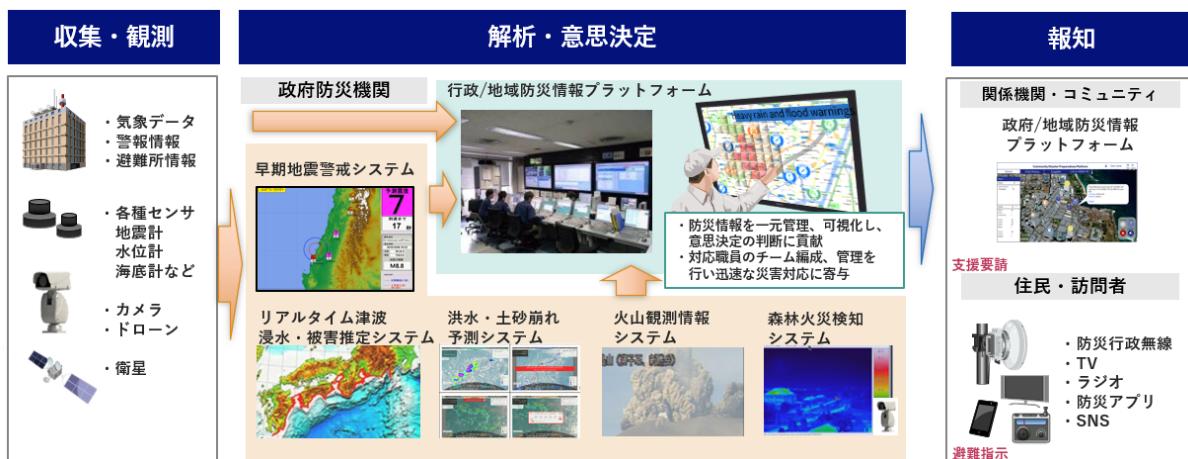 収集・観測
・気象データ
・警報情報
・避難所情報
・各種センサ
地震計
水位計
海底計など
・カメラ
・ドローン
・衛星
解析・意思決定
政府防災機関
行政/地域防災情報プラットフォーム
Heavy rain and flood warnings
早期地震警戒システム
7
17
M8.8
・防災情報を一元管理、可視化し、
意思決定の判断に貢献
・対応職員のチーム編成、管理を
行い迅速な災害対応に寄与
リアルタイム津波
浸水・被害推定システム
洪水・土砂崩れ
予測システム
火山観測情報
システム
森林火災検知
システム
報知
関係機関・コミュニティ
政府/地域防災情報
プラットフォーム
支援要請
住民・訪問者
・防災行政無線
・TV
・ラジオ
・防災アプリ
・SNS
避難指示